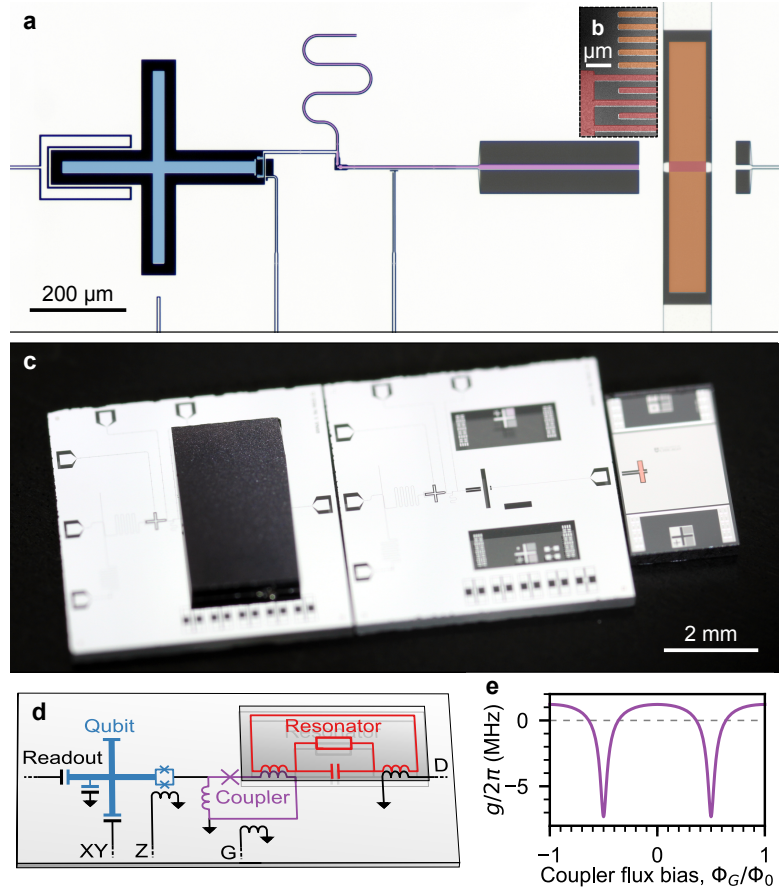 a
b
μm
200 μm
c
2 mm
d
Qubit
Readout
Resonator
D
Coupler
XY
Z
G
e
g/2π (MHz)
0
−5
−1
0
1
Coupler flux bias, Φ_G/Φ_0